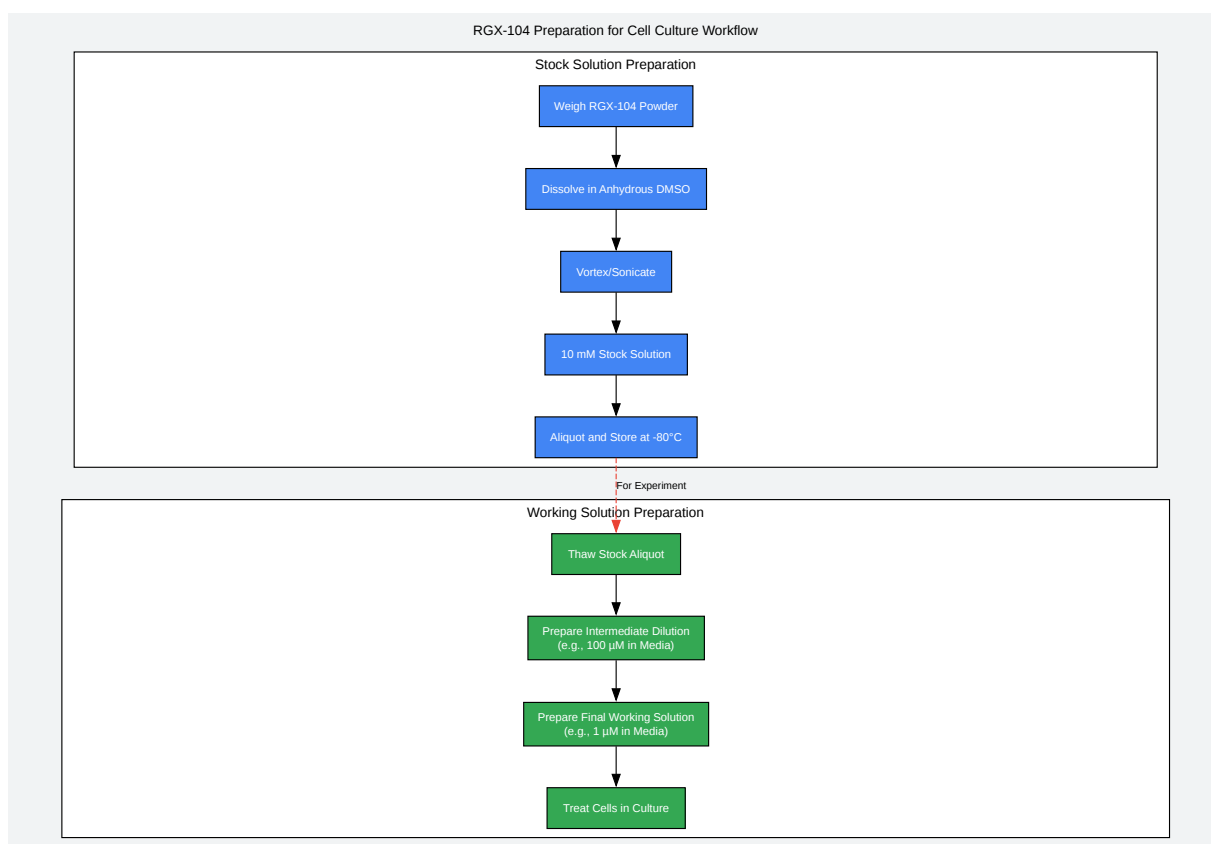 RGX-104 Preparation for Cell Culture Workflow
Stock Solution Preparation
Weigh RGX-104 Powder
Dissolve in Anhydrous DMSO
Vortex/Sonicate
10 mM Stock Solution
Aliquot and Store at -80°C
For Experiment
Working Solution Preparation
Thaw Stock Aliquot
Prepare Intermediate Dilution
(e.g., 100 µM in Media)
Prepare Final Working Solution
(e.g., 1 µM in Media)
Treat Cells in Culture